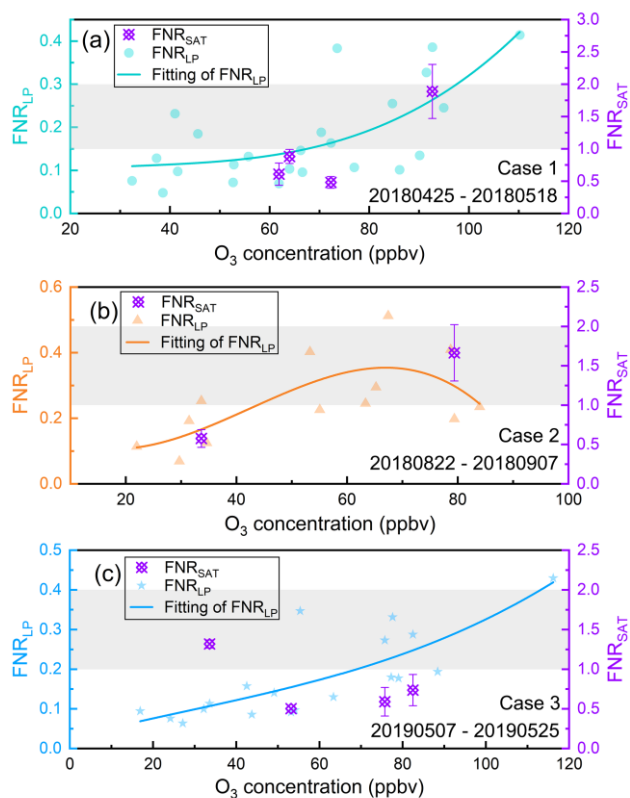 (a)
FNR_SAT
FNR_LP
Fitting of FNR_LP
0.4
0.3
0.2
0.1
0.0
FNR_LP
3.0
2.5
2.0
1.5
1.0
0.5
0.0
FNR_SAT
Case 1
20180425 - 20180518
20 40 60 80 100 120
O₃ concentration (ppbv)
(b)
FNR_SAT
FNR_LP
Fitting of FNR_LP
0.6
0.4
0.2
0.0
FNR_LP
2.5
2.0
1.5
1.0
0.5
0.0
FNR_SAT
Case 2
20180822 - 20180907
20 40 60 80 100
O₃ concentration (ppbv)
(c)
FNR_SAT
FNR_LP
Fitting of FNR_LP
0.5
0.4
0.3
0.2
0.1
0.0
FNR_LP
2.5
2.0
1.5
1.0
0.5
0.0
FNR_SAT
Case 3
20190507 - 20190525
0 20 40 60 80 100 120
O₃ concentration (ppbv)